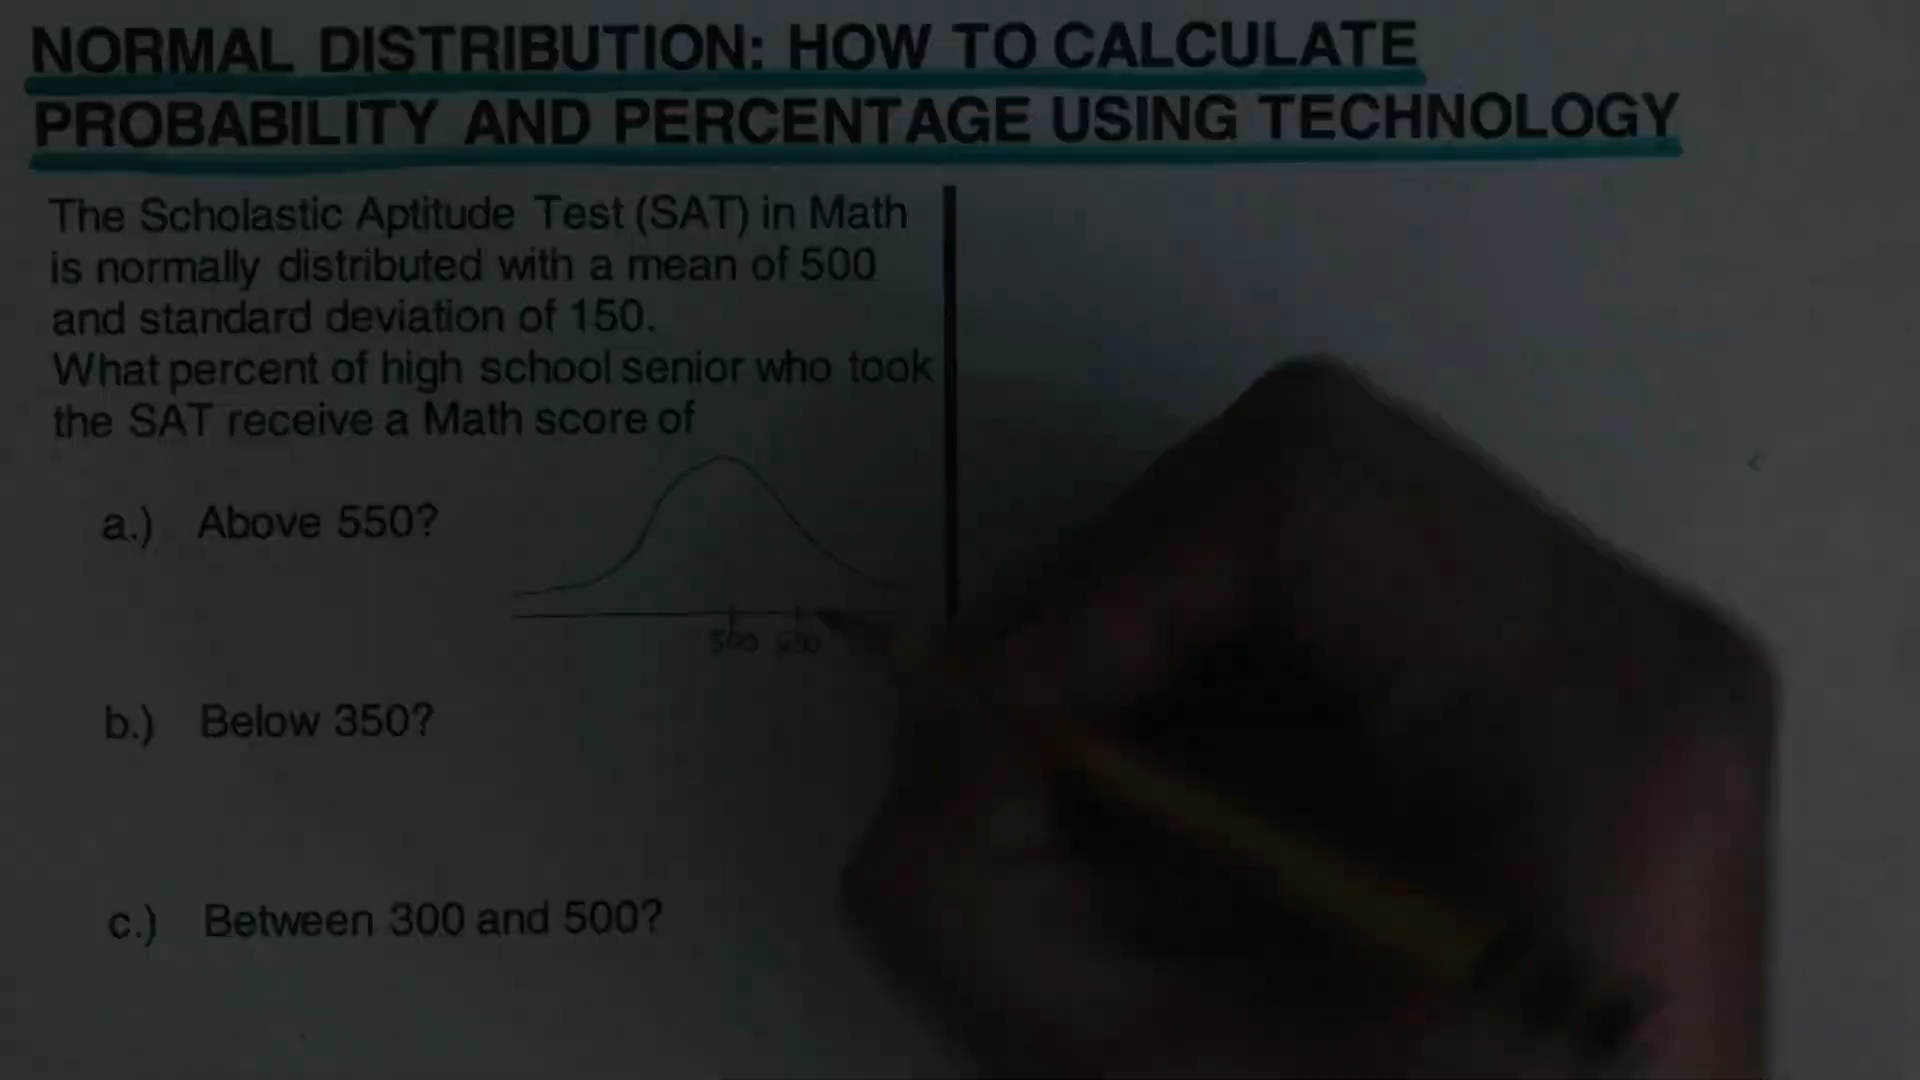 NORMAL DISTRIBUTION: HOW TO CALCULATE
PROBABILITY AND PERCENTAGE USING TECHNOLOGY
The Scholastic Aptitude Test (SAT) in Math
is normally distributed with a mean of 500
and standard deviation of 150.
What percent of high school senior who took
the SAT receive a Math score of
a.) Above 550?
500 550
b.) Below 350?
c.) Between 300 and 500?